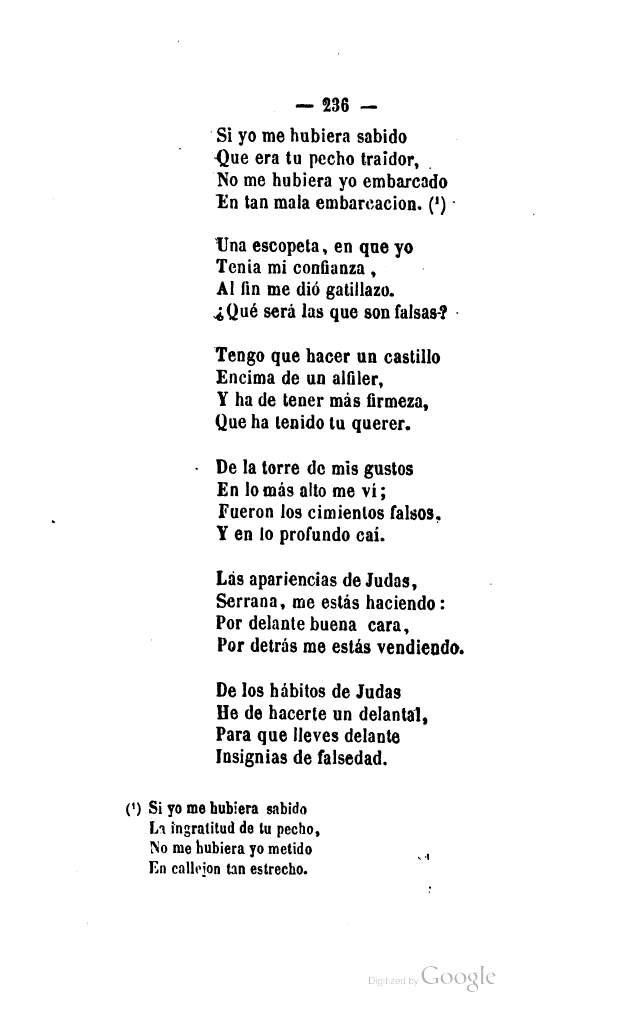 — 236 —
Si yo me hubiera sabido
Que era tu pecho traidor,
No me hubiera yo embarcado
En tan mala embarcacion. (¹)
Una escopeta, en que yo
Tenia mi confianza,
Al fin me dió gatillazo.
¿Qué será las que son falsas?
Tengo que hacer un castillo
Encima de un alfiler,
Y ha de tener más firmeza,
Que ha tenido tu querer.
De la torre de mis gustos
En lo más alto me ví;
Fueron los cimientos falsos,
Y en lo profundo caí.
Las apariencias de Judas,
Serrana, me estás haciendo:
Por delante buena cara,
Por detrás me estás vendiendo.
De los hábitos de Judas
He de hacerte un delantal,
Para que lleves delante
Insignias de falsedad.
(¹) Si yo me hubiera sabido
La ingratitud de tu pecho,
No me hubiera yo metido
En callejon tan estrecho.
Digitized by Google